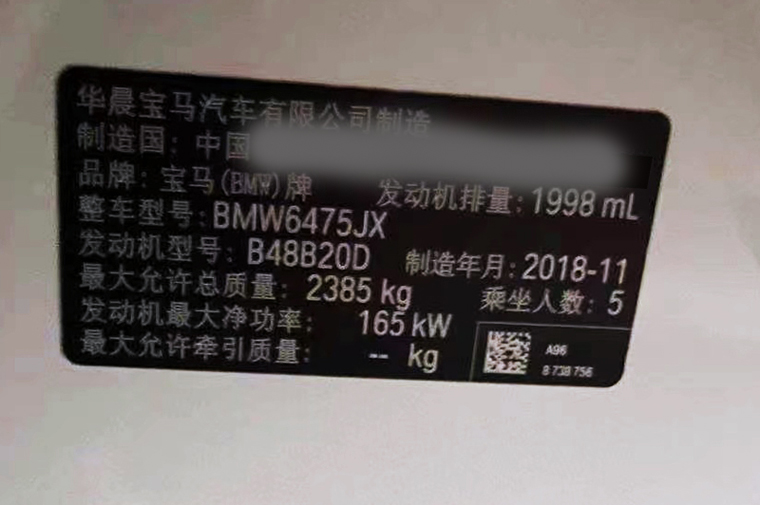 华晨宝马汽车有限公司制造
制造国：中国
品牌：宝马(BMW)牌 发动机排量：1998 mL
整车型号：BMW6475JX
发动机型号：B48B20D 制造年月：2018-11
最大允许总质量：2385 kg 乘坐人数：5
发动机最大净功率：165 kW
最大允许牵引质量：-- kg
A96
8 738 756